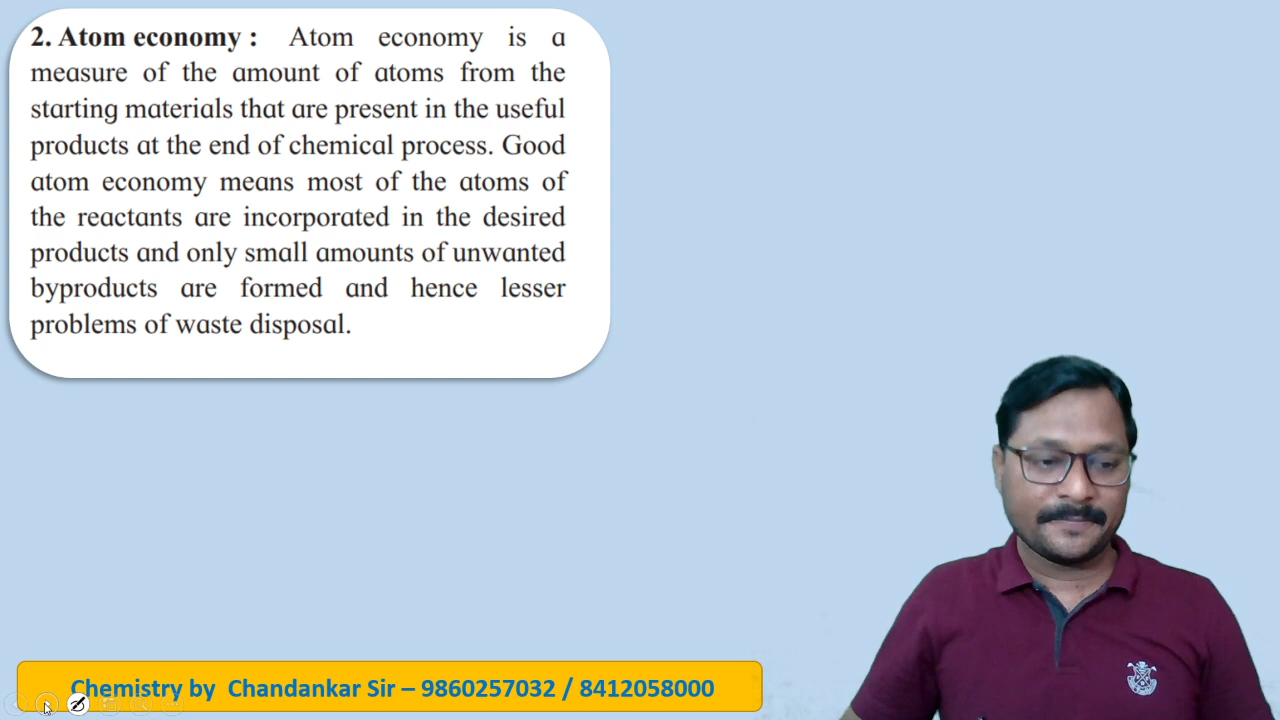 2. Atom economy : Atom economy is a
measure of the amount of atoms from the
starting materials that are present in the useful
products at the end of chemical process. Good
atom economy means most of the atoms of
the reactants are incorporated in the desired
products and only small amounts of unwanted
byproducts are formed and hence lesser
problems of waste disposal.
Chemistry by Chandankar Sir – 9860257032 / 8412058000